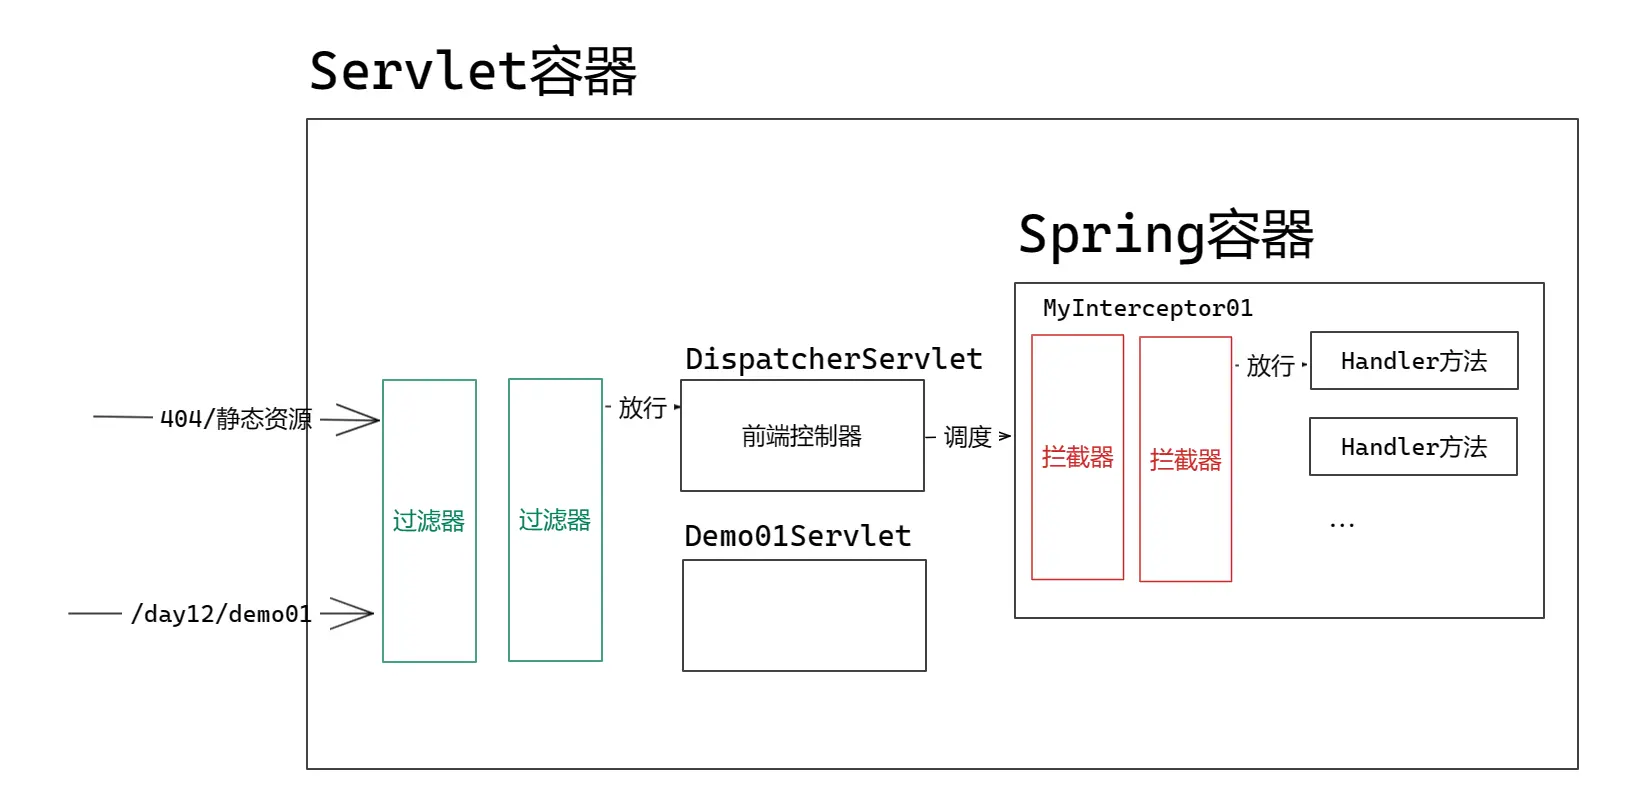 Servlet容器
Spring容器
MyInterceptor01
DispatcherServlet
放行
Handler方法
404/静态资源
放行
前端控制器
调度
Handler方法
拦截器
拦截器
过滤器
过滤器
...
Demo01Servlet
/day12/demo01